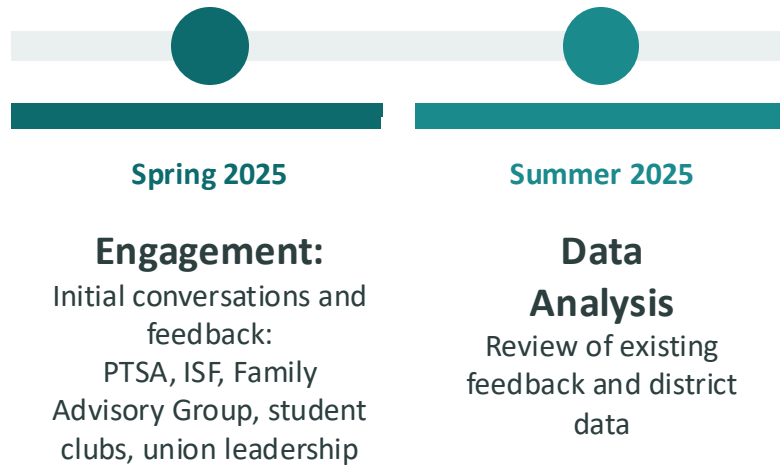 Spring 2025
Engagement:
Initial conversations and
feedback:
PTSA, ISF, Family
Advisory Group, student
clubs, union leadership
Summer 2025
Data
Analysis
Review of existing
feedback and district
data